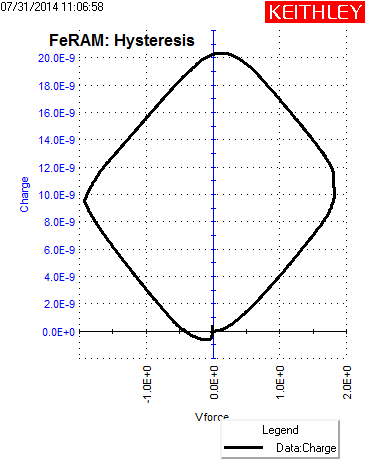 07/31/2014 11:06:58
KEITHLEY
FeRAM: Hysteresis
20.0E-9
18.0E-9
16.0E-9
14.0E-9
12.0E-9
10.0E-9
8.0E-9
6.0E-9
4.0E-9
2.0E-9
0.0E+0
Charge
-1.0E+0
0.0E+0
1.0E+0
2.0E+0
Vforce
Legend
Data:Charge